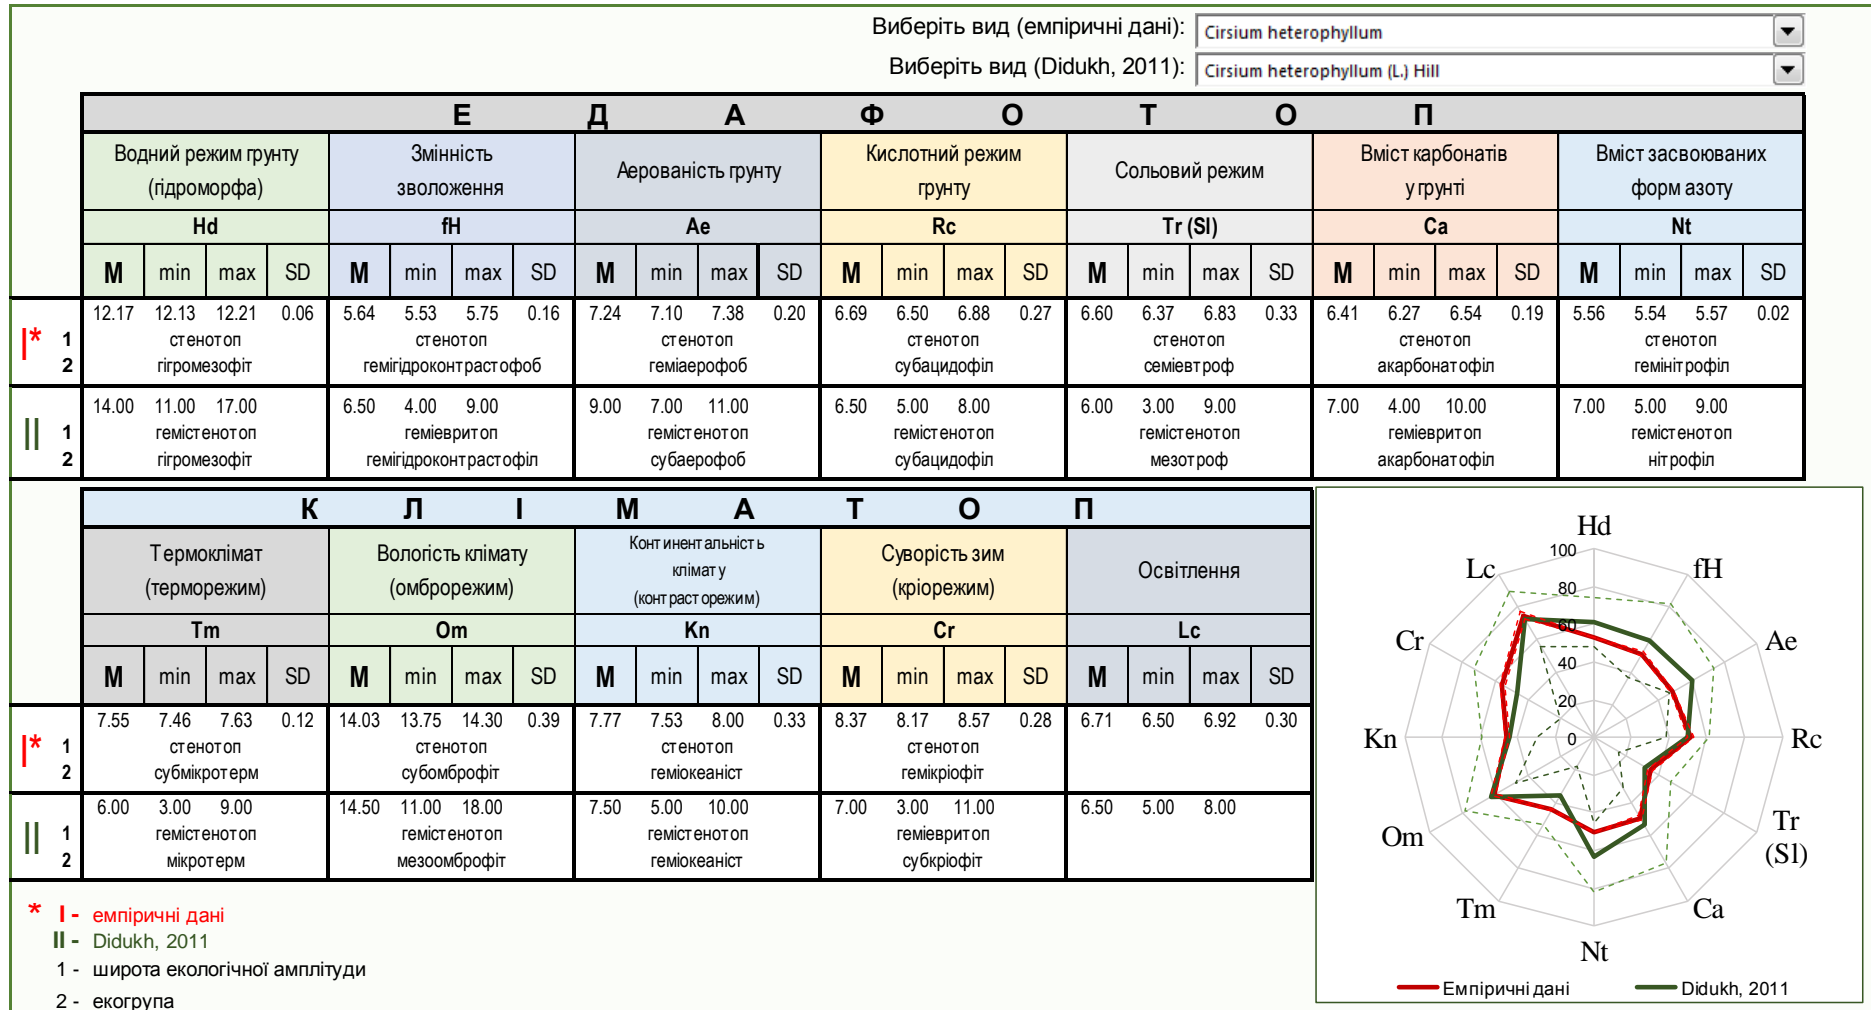 Виберіть вид (емпіричні дані): Cirsium heterophyllum
Виберіть вид (Didukh, 2011): Cirsium heterophyllum (L.) Hill
Е Д А Ф О Т О П
Водний режим ґрунту (гідроморфа) Змінність зволоження Аерованість ґрунту Кислотний режим ґрунту Сольовий режим Вміст карбонатів у ґрунті Вміст засвоюваних форм азоту
Hd fH Ae Rc Tr (Sl) Ca Nt
M min max SD M min max SD M min max SD M min max SD M min max SD M min max SD M min max SD
I* 12.17 12.13 12.21 0.06 5.64 5.53 5.75 0.16 7.24 7.10 7.38 0.20 6.69 6.50 6.88 0.27 6.60 6.37 6.83 0.33 6.41 6.27 6.54 0.19 5.56 5.54 5.57 0.02
1 стенотоп стенотоп стенотоп стенотоп стенотоп стенотоп стенотоп
2 гігромезофіт гемігідроконтрастофоб геміаерофоб субацидофіл семіевтроф акарбонатофіл гемінітрофіл
II 14.00 11.00 17.00 6.50 4.00 9.00 9.00 7.00 11.00 6.50 5.00 8.00 6.00 3.00 9.00 7.00 4.00 10.00 7.00 5.00 9.00
1 гемістенотоп геміевритоп гемістенотоп гемістенотоп гемістенотоп геміевритоп гемістенотоп
2 гігромезофіт гемігідроконтрастофіл субаерофоб субацидофіл мезотроф акарбонатофіл нітрофіл
К Л І М А Т О П
Термоклімат (терморежим) Вологість клімату (омброрежим) Континентальність клімату (контрасторежим) Суворість зим (кріорежим) Освітлення
Tm Om Kn Cr Lc
M min max SD M min max SD M min max SD M min max SD M min max SD
I* 7.55 7.46 7.63 0.12 14.03 13.75 14.30 0.39 7.77 7.53 8.00 0.33 8.37 8.17 8.57 0.28 6.71 6.50 6.92 0.30
1 стенотоп стенотоп стенотоп стенотоп
2 субмікротерм субомброфіт геміокеаніст гемікріофіт
II 6.00 3.00 9.00 14.50 11.00 18.00 7.50 5.00 10.00 7.00 3.00 11.00 6.50 5.00 8.00
1 гемістенотоп гемістенотоп гемістенотоп геміевритоп
2 мікротерм мезоомброфіт геміокеаніст субкріофіт
Hd
fH
Ae
Rc
Tr
(Sl)
Ca
Nt
Tm
Om
Kn
Cr
Lc
100
80
60
40
20
0
Емпіричні дані Didukh, 2011
* I - емпіричні дані
II - Didukh, 2011
1 - широта екологічної амплітуди
2 - екогрупа